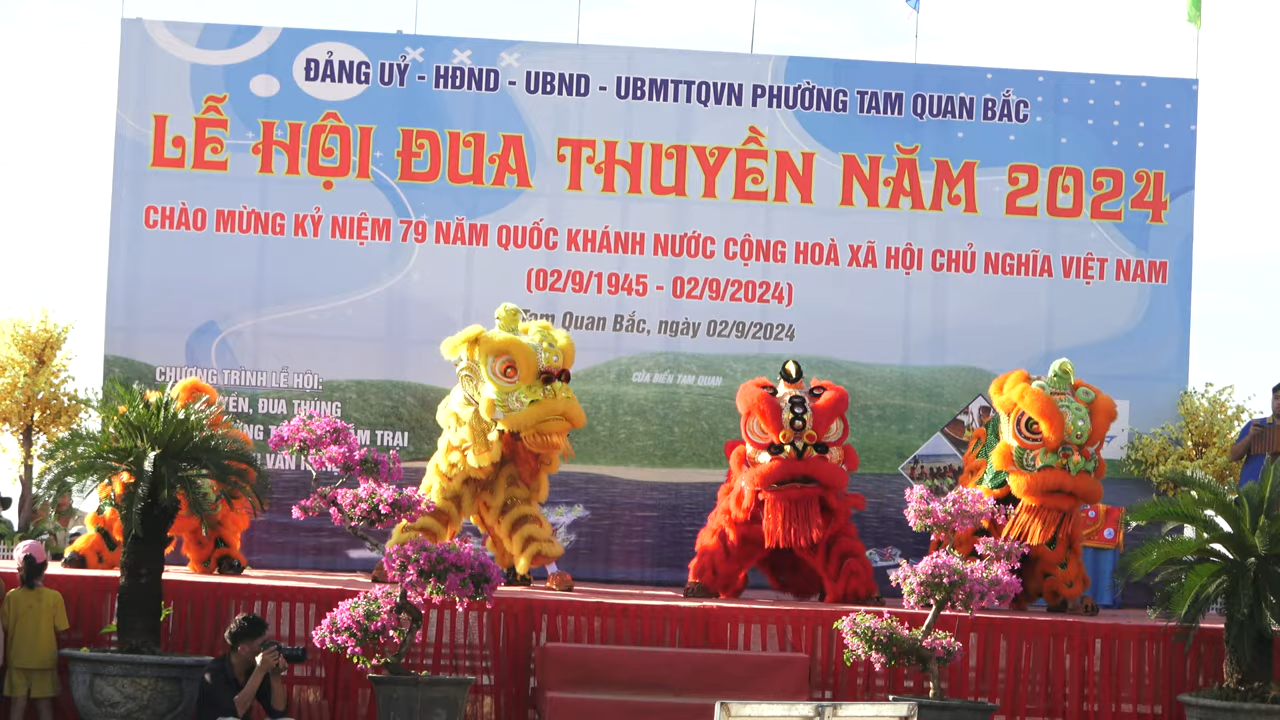 ĐẢNG UỶ - HĐND - UBND - UBMTTQVN PHƯỜNG TAM QUAN BẮC
LỄ HỘI ĐUA THUYỀN NĂM 2024
CHÀO MỪNG KỶ NIỆM 79 NĂM QUỐC KHÁNH NƯỚC CỘNG HOÀ XÃ HỘI CHỦ NGHĨA VIỆT NAM
(02/9/1945 - 02/9/2024)
Tam Quan Bắc, ngày 02/9/2024
CỬA BIỂN TAM QUAN
CHƯƠNG TRÌNH LỄ HỘI:
ĐUA THÚNG
TRẠI
VĂN